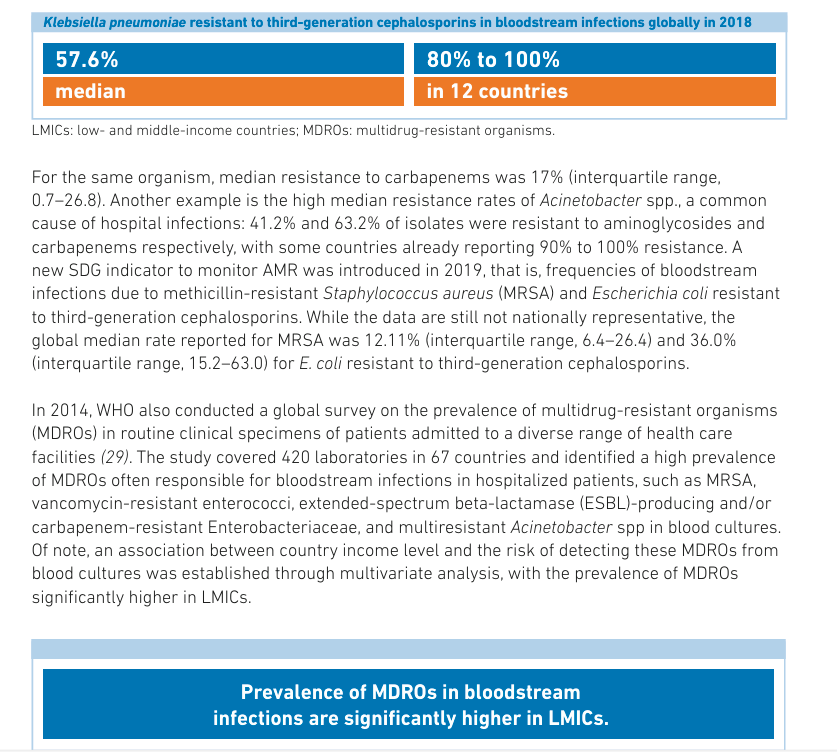 Klebsiella pneumoniae resistant to third-generation cephalosporins in bloodstream infections globally in 2018
57.6%
median
80% to 100%
in 12 countries
LMICs: low- and middle-income countries; MDROs: multidrug-resistant organisms.
For the same organism, median resistance to carbapenems was 17% (interquartile range,
0.7–26.8). Another example is the high median resistance rates of Acinetobacter spp., a common
cause of hospital infections: 41.2% and 63.2% of isolates were resistant to aminoglycosides and
carbapenems respectively, with some countries already reporting 90% to 100% resistance. A
new SDG indicator to monitor AMR was introduced in 2019, that is, frequencies of bloodstream
infections due to methicillin-resistant Staphylococcus aureus (MRSA) and Escherichia coli resistant
to third-generation cephalosporins. While the data are still not nationally representative, the
global median rate reported for MRSA was 12.11% (interquartile range, 6.4–26.4) and 36.0%
(interquartile range, 15.2–63.0) for E. coli resistant to third-generation cephalosporins.
In 2014, WHO also conducted a global survey on the prevalence of multidrug-resistant organisms
(MDROs) in routine clinical specimens of patients admitted to a diverse range of health care
facilities (29). The study covered 420 laboratories in 67 countries and identified a high prevalence
of MDROs often responsible for bloodstream infections in hospitalized patients, such as MRSA,
vancomycin-resistant enterococci, extended-spectrum beta-lactamase (ESBL)-producing and/or
carbapenem-resistant Enterobacteriaceae, and multiresistant Acinetobacter spp in blood cultures.
Of note, an association between country income level and the risk of detecting these MDROs from
blood cultures was established through multivariate analysis, with the prevalence of MDROs
significantly higher in LMICs.
Prevalence of MDROs in bloodstream
infections are significantly higher in LMICs.